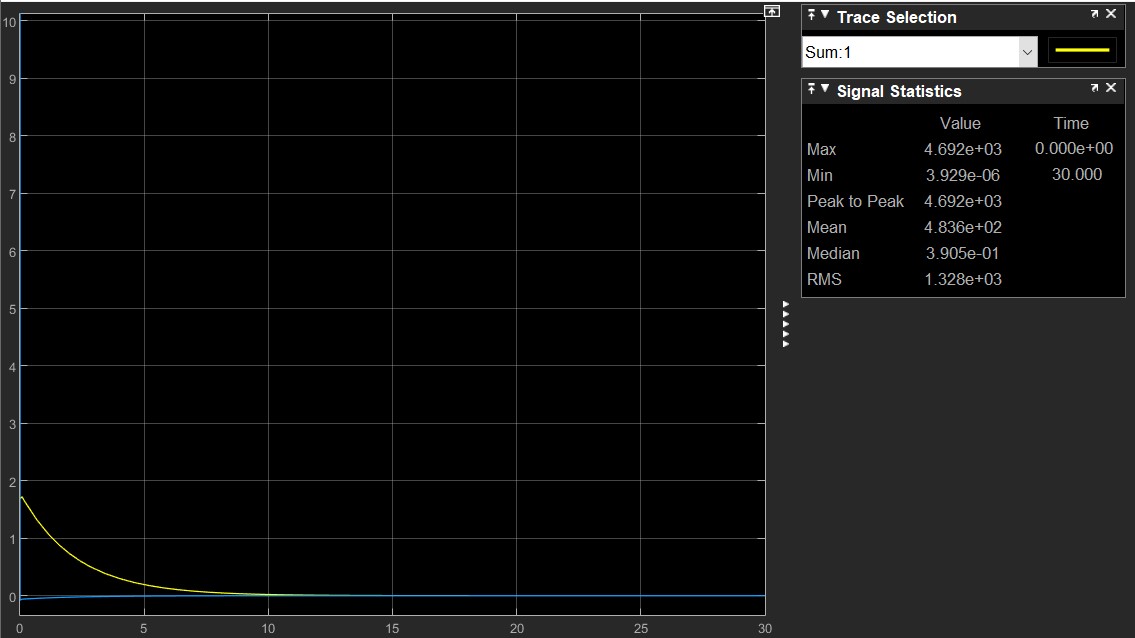 Trace Selection
Sum:1
Signal Statistics
Value Time
Max 4.692e+03 0.000e+00
Min 3.929e-06 30.000
Peak to Peak 4.692e+03
Mean 4.836e+02
Median 3.905e-01
RMS 1.328e+03
10
9
8
7
6
5
4
3
2
1
0
0 5 10 15 20 25 30